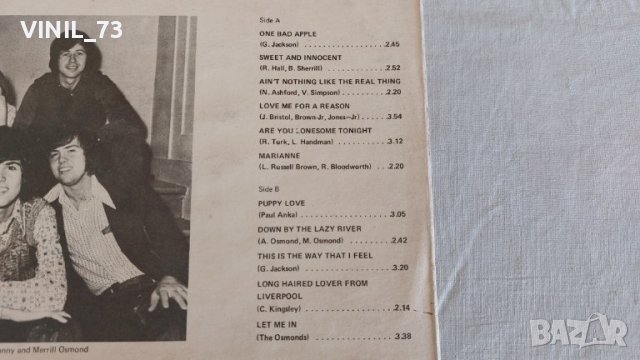 VINIL_73
Side A
ONE BAD APPLE
(G. Jackson) 2.45
SWEET AND INNOCENT
(R. Hall, B. Sherrill) 2.52
AIN'T NOTHING LIKE THE REAL THING
(N. Ashford, V. Simpson) 2.20
LOVE ME FOR A REASON
(J. Bristol, Brown-Jr, Jones-Jr) 3.54
ARE YOU LONESOME TONIGHT
(R. Turk, L. Handman) 3.12
MARIANNE
(L. Russell Brown, R. Bloodworth) 2.20
Side B
PUPPY LOVE
(Paul Anka) 3.05
DOWN BY THE LAZY RIVER
(A. Osmond, M. Osmond) 2.42
THIS IS THE WAY THAT I FEEL
(G. Jackson) 3.20
LONG HAIRED LOVER FROM
LIVERPOOL
(C. Kingsley) 2.14
LET ME IN
(The Osmonds) 3.38
and Merrill Osmond
BAZAR